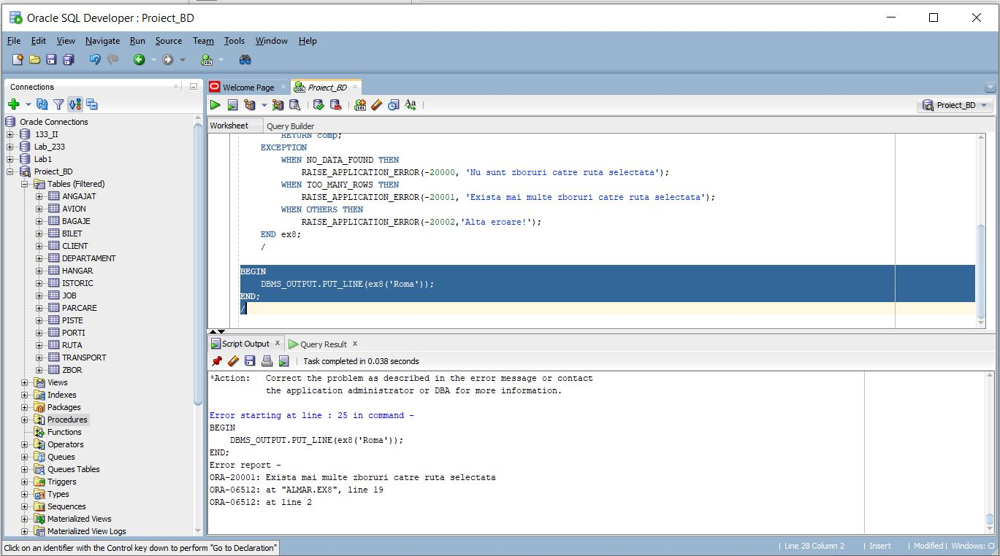 Oracle SQL Developer : Proiect_BD
File Edit View Navigate Run Source Team Tools Window Help
Connections
Oracle Connections
133_II
Lab_233
Lab1
Proiect_BD
Tables (Filtered)
ANGAJAT
AVION
BAGAJE
BILET
CLIENT
DEPARTAMENT
HANGAR
ISTORIC
JOB
PARCARE
PISTE
PORTI
RUTA
TRANSPORT
ZBOR
Views
Indexes
Packages
Procedures
Functions
Operators
Queues
Queues Tables
Triggers
Types
Sequences
Materialized Views
Materialized View Logs
Welcome Page
Proiect_BD
Proiect_BD
Worksheet Query Builder
RETURN comp;
EXCEPTION
WHEN NO_DATA_FOUND THEN
RAISE_APPLICATION_ERROR(-20000, 'Nu sunt zboruri catre ruta selectata');
WHEN TOO_MANY_ROWS THEN
RAISE_APPLICATION_ERROR(-20001, 'Exista mai multe zboruri catre ruta selectata');
WHEN OTHERS THEN
RAISE_APPLICATION_ERROR(-20002,'Alta eroare!');
END ex8;
/
BEGIN
DBMS_OUTPUT.PUT_LINE(ex8('Roma'));
END;
/
Script Output Query Result
Task completed in 0.038 seconds
*Action: Correct the problem as described in the error message or contact
the application administrator or DBA for more information.
Error starting at line : 25 in command -
BEGIN
DBMS_OUTPUT.PUT_LINE(ex8('Roma'));
END;
Error report -
ORA-20001: Exista mai multe zboruri catre ruta selectata
ORA-06512: at "ALMAR.EX8", line 19
ORA-06512: at line 2
Click on an identifier with the Control key down to perform "Go to Declaration"
Line 28 Column 2 Insert Modified Windows: